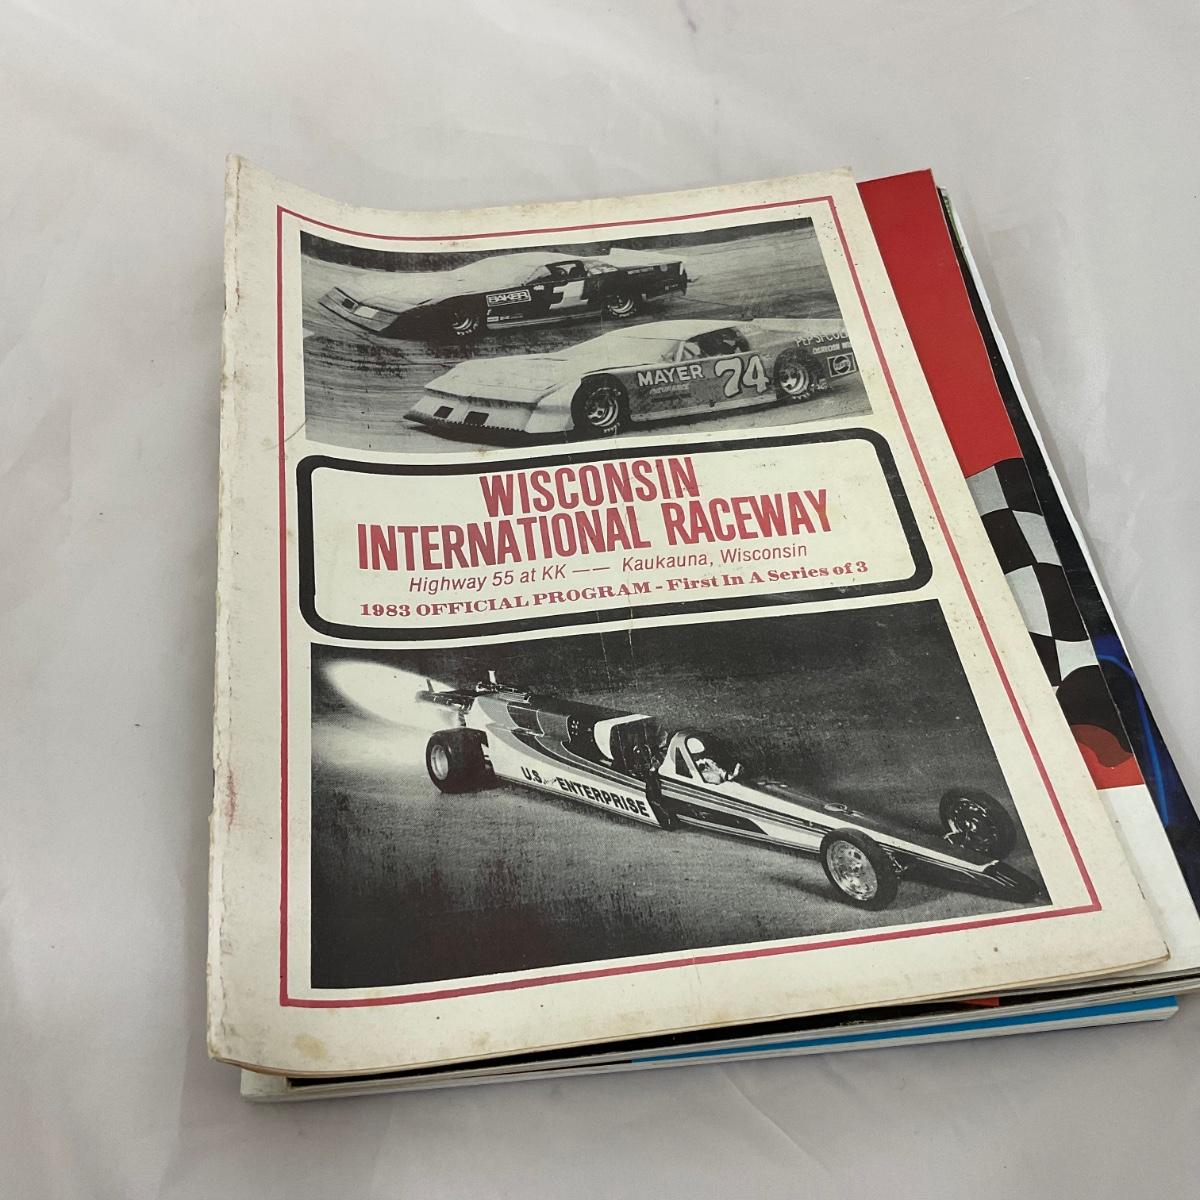 BAKER
1
MAYER 74
WISCONSIN
INTERNATIONAL RACEWAY
Highway 55 at KK —— Kaukauna, Wisconsin
1983 OFFICIAL PROGRAM - First In A Series of 3
U.S. ENTERPRISE